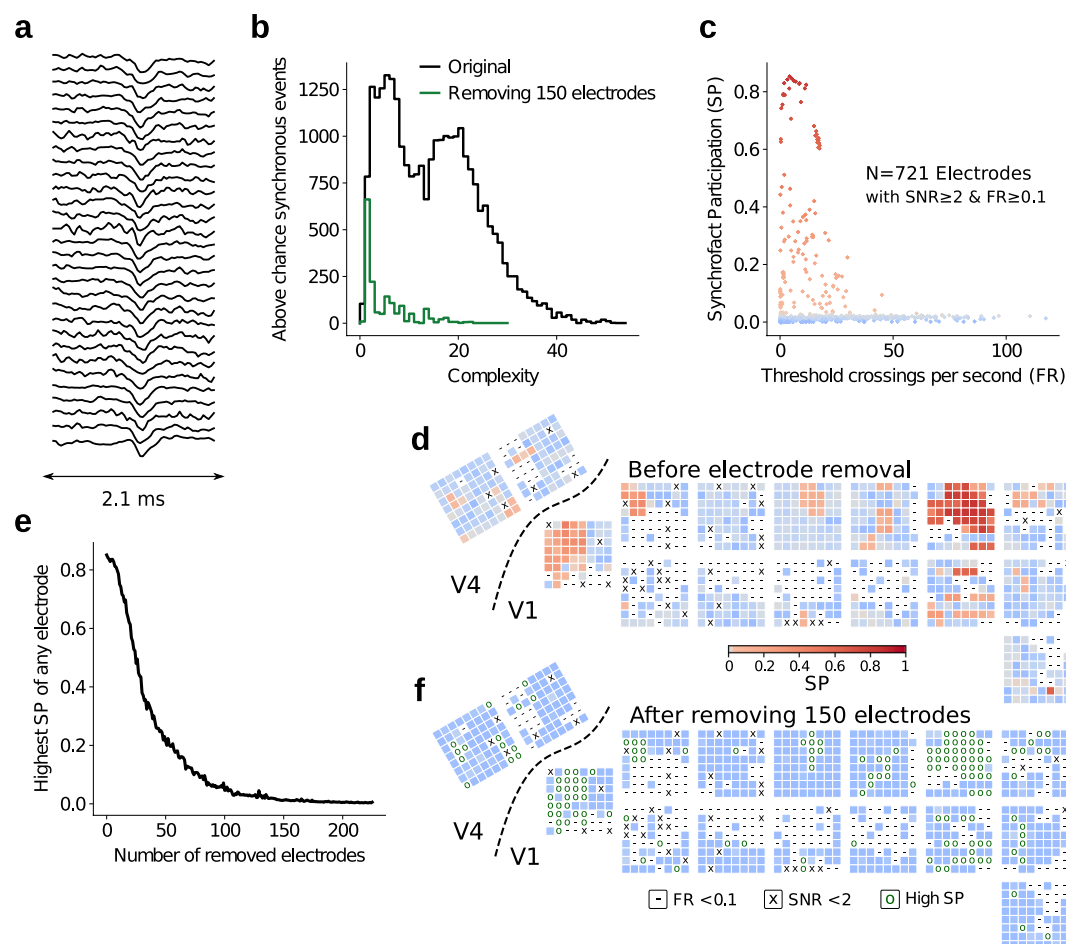 a
2.1 ms
b
Original
Removing 150 electrodes
Above chance synchronous events
1250
1000
750
500
250
0
0 20 40
Complexity
c
Synchrofact Participation (SP)
0.8
0.6
0.4
0.2
0.0
N=721 Electrodes
with SNR≥2 & FR≥0.1
0 50 100
Threshold crossings per second (FR)
d
Before electrode removal
V4
V1
0 0.2 0.4 0.6 0.8 1
SP
e
Highest SP of any electrode
0.8
0.6
0.4
0.2
0.0
0 50 100 150 200
Number of removed electrodes
f
After removing 150 electrodes
V4
V1
- FR <0.1 x SNR <2 o High SP